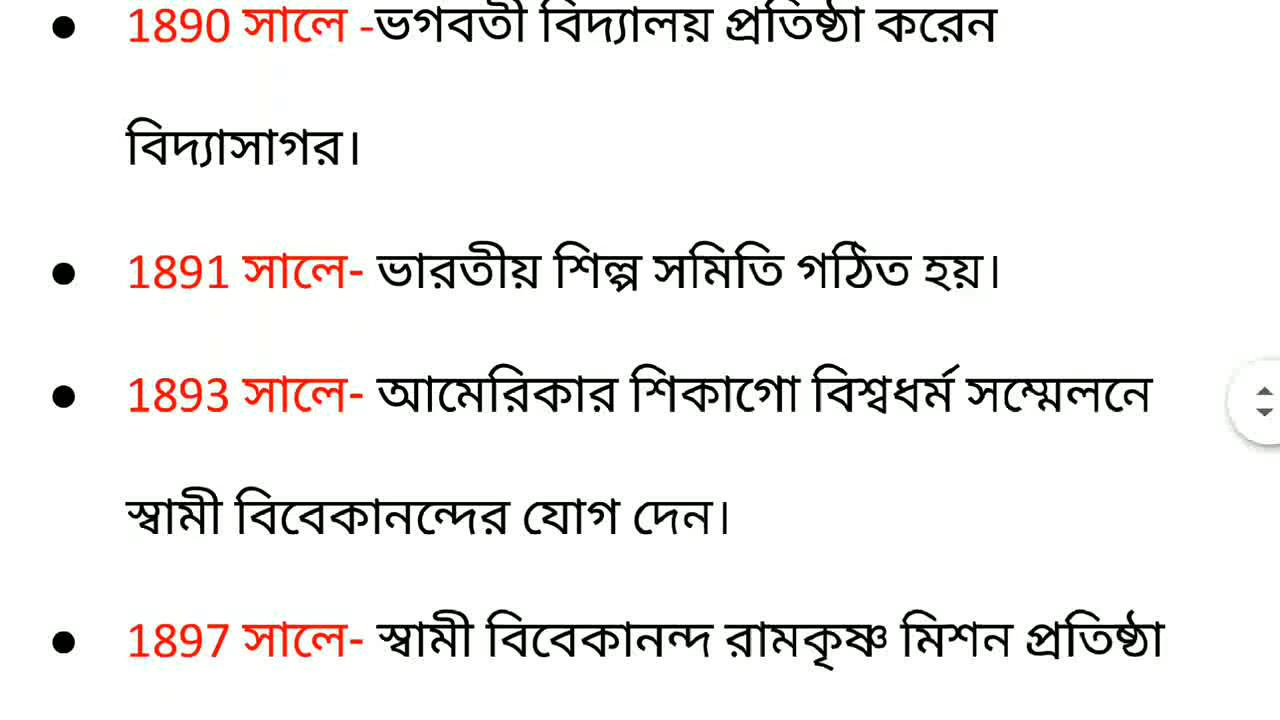 ● 1890 সালে -ভগবতী বিদ্যালয় প্রতিষ্ঠা করেন
বিদ্যাসাগর।
● 1891 সালে- ভারতীয় শিল্প সমিতি গঠিত হয়।
● 1893 সালে- আমেরিকার শিকাগো বিশ্বধর্ম সম্মেলনে
স্বামী বিবেকানন্দের যোগ দেন।
● 1897 সালে- স্বামী বিবেকানন্দ রামকৃষ্ণ মিশন প্রতিষ্ঠা